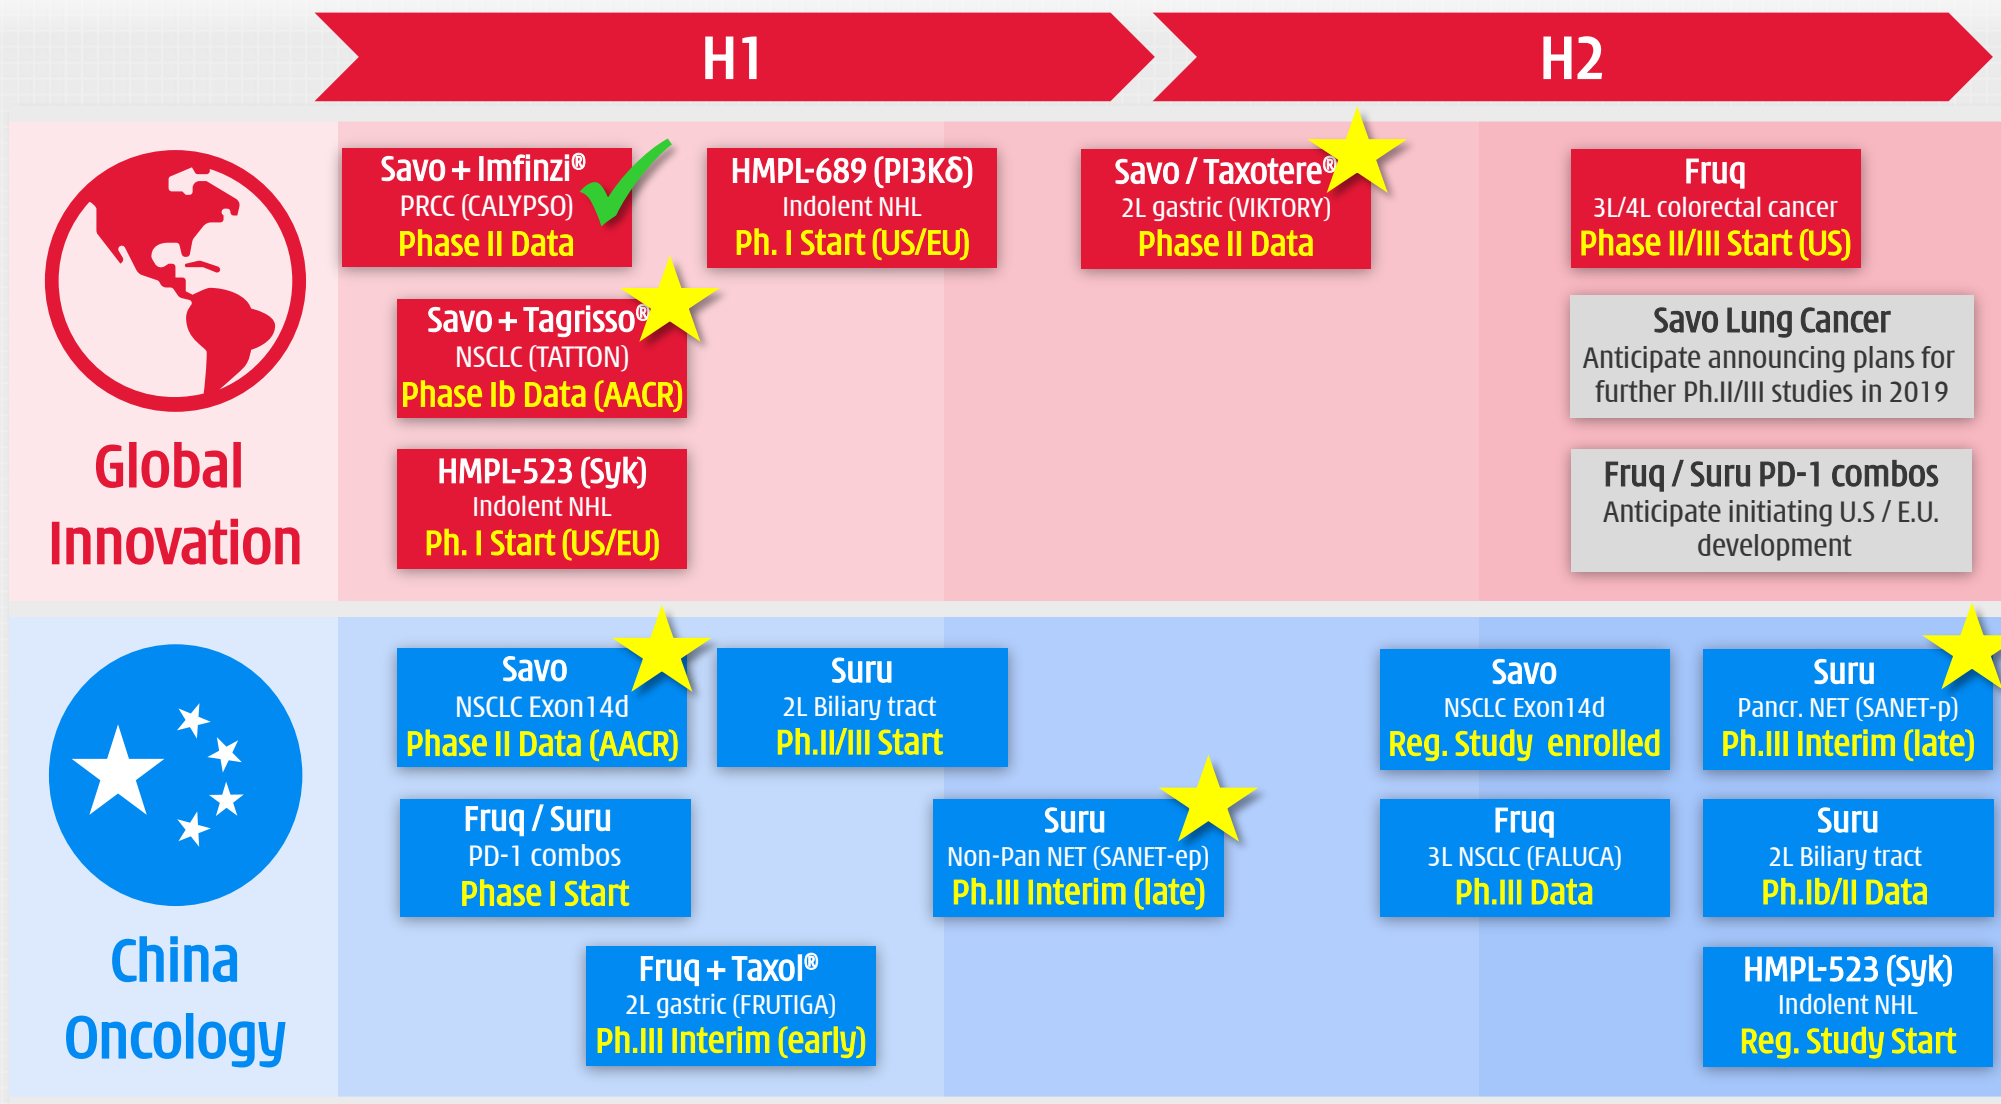 H1
H2
Global
Innovation
Savo + Imfinzi®
PRCC (CALYPSO)
Phase II Data
HMPL-689 (PI3Kδ)
Indolent NHL
Ph. I Start (US/EU)
Savo / Taxotere®
2L gastric (VIKTORY)
Phase II Data
Fruq
3L/4L colorectal cancer
Phase II/III Start (US)
Savo + Tagrisso®
NSCLC (TATTON)
Phase Ib Data (AACR)
Savo Lung Cancer
Anticipate announcing plans for
further Ph.II/III studies in 2019
HMPL-523 (Syk)
Indolent NHL
Ph. I Start (US/EU)
Fruq / Suru PD-1 combos
Anticipate initiating U.S / E.U.
development
China
Oncology
Savo
NSCLC Exon14d
Phase II Data (AACR)
Suru
2L Biliary tract
Ph.II/III Start
Savo
NSCLC Exon14d
Reg. Study enrolled
Suru
Pancr. NET (SANET-p)
Ph.III Interim (late)
Fruq / Suru
PD-1 combos
Phase I Start
Suru
Non-Pan NET (SANET-ep)
Ph.III Interim (late)
Fruq
3L NSCLC (FALUCA)
Ph.III Data
Suru
2L Biliary tract
Ph.Ib/II Data
Fruq + Taxol®
2L gastric (FRUTIGA)
Ph.III Interim (early)
HMPL-523 (Syk)
Indolent NHL
Reg. Study Start